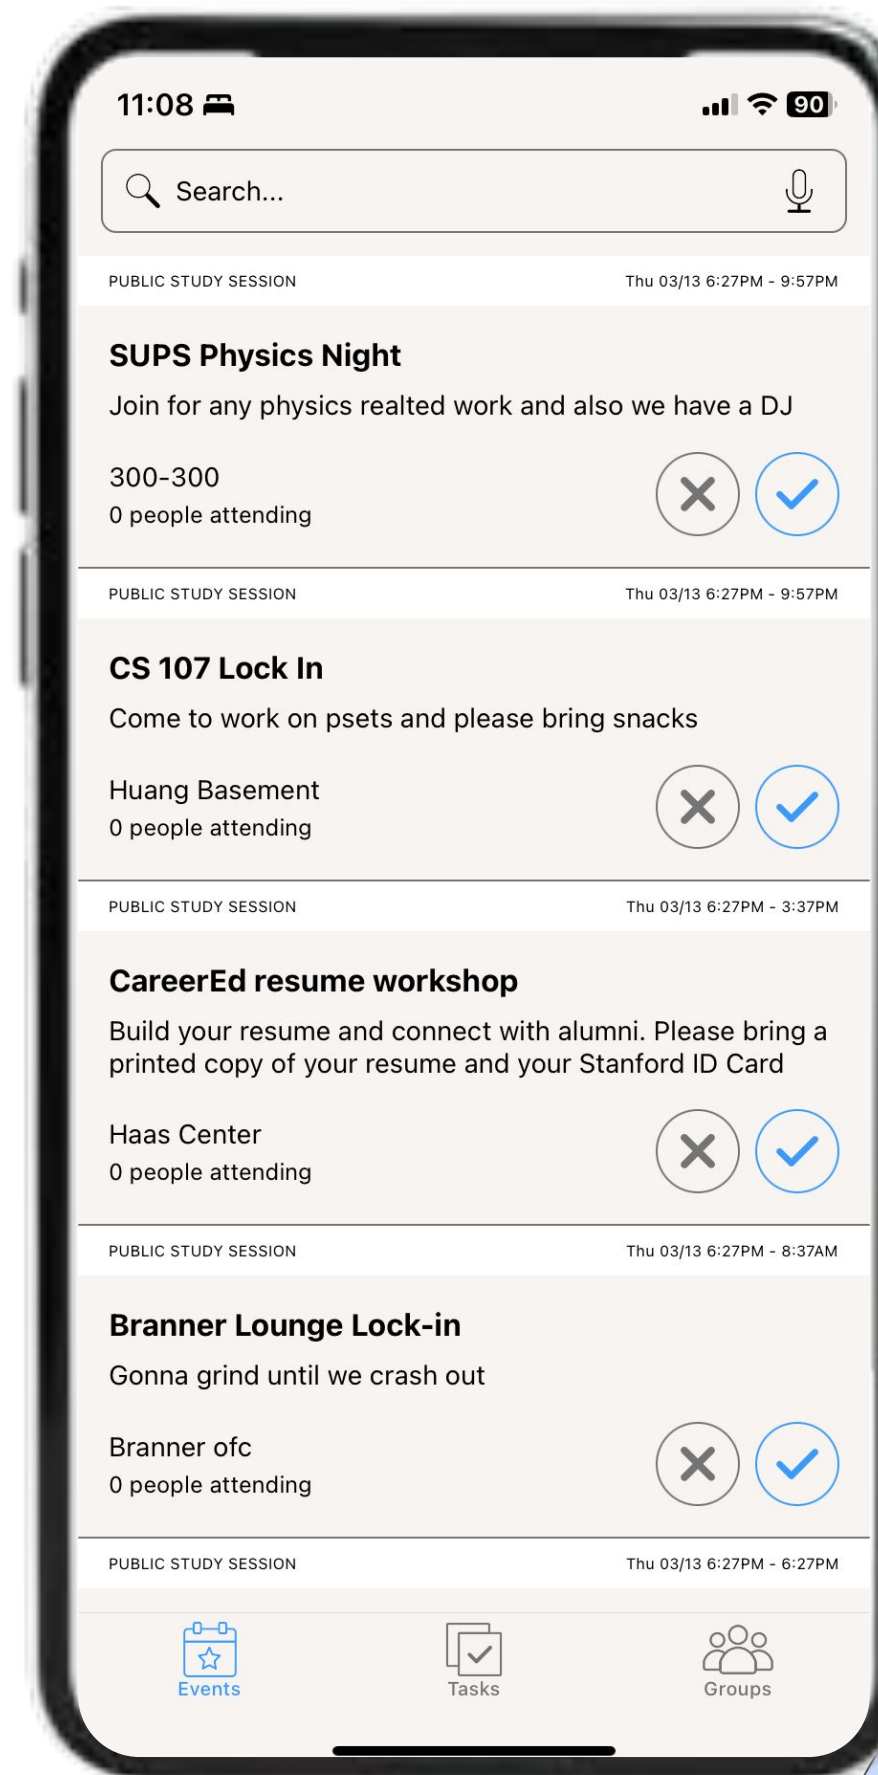 11:08
90
Search...
PUBLIC STUDY SESSION Thu 03/13 6:27PM - 9:57PM
SUPS Physics Night
Join for any physics realted work and also we have a DJ
300-300
0 people attending
PUBLIC STUDY SESSION Thu 03/13 6:27PM - 9:57PM
CS 107 Lock In
Come to work on psets and please bring snacks
Huang Basement
0 people attending
PUBLIC STUDY SESSION Thu 03/13 6:27PM - 3:37PM
CareerEd resume workshop
Build your resume and connect with alumni. Please bring a
printed copy of your resume and your Stanford ID Card
Haas Center
0 people attending
PUBLIC STUDY SESSION Thu 03/13 6:27PM - 8:37AM
Branner Lounge Lock-in
Gonna grind until we crash out
Branner ofc
0 people attending
PUBLIC STUDY SESSION Thu 03/13 6:27PM - 6:27PM
Events Tasks Groups